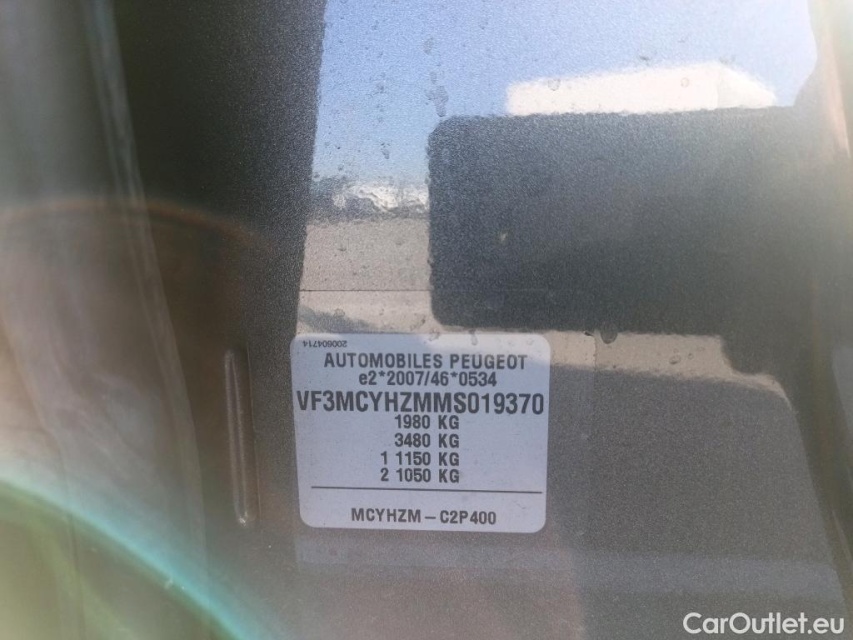 200604714
AUTOMOBILES PEUGEOT
e2*2007/46*0534
VF3MCYHZMMS019370
1980 KG
3480 KG
1 1150 KG
2 1050 KG
MCYHZM - C2P400
CarOutlet.eu